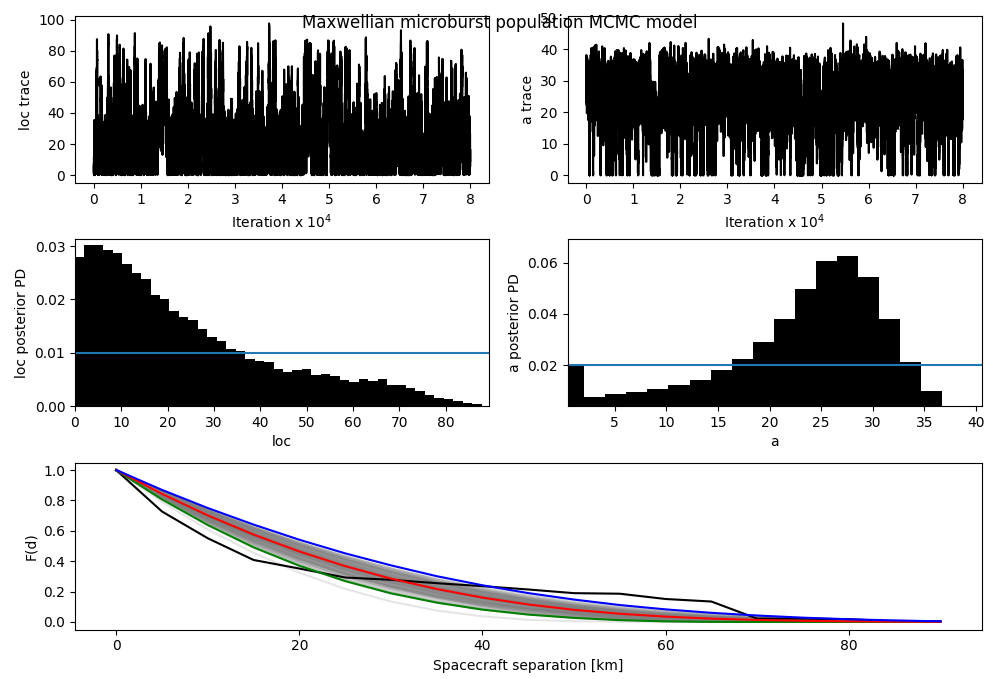 Maxwellian microburst population MCMC model
100
80
60
40
20
0
loc trace
0 1 2 3 4 5 6 7 8
Iteration x 10^4
50
40
30
20
10
0
a trace
0 1 2 3 4 5 6 7 8
Iteration x 10^4
0.03
0.02
0.01
0.00
loc posterior PD
0 10 20 30 40 50 60 70 80
loc
0.06
0.04
0.02
a posterior PD
5 10 15 20 25 30 35 40
a
1.0
0.8
0.6
0.4
0.2
0.0
F(d)
0 20 40 60 80
Spacecraft separation [km]